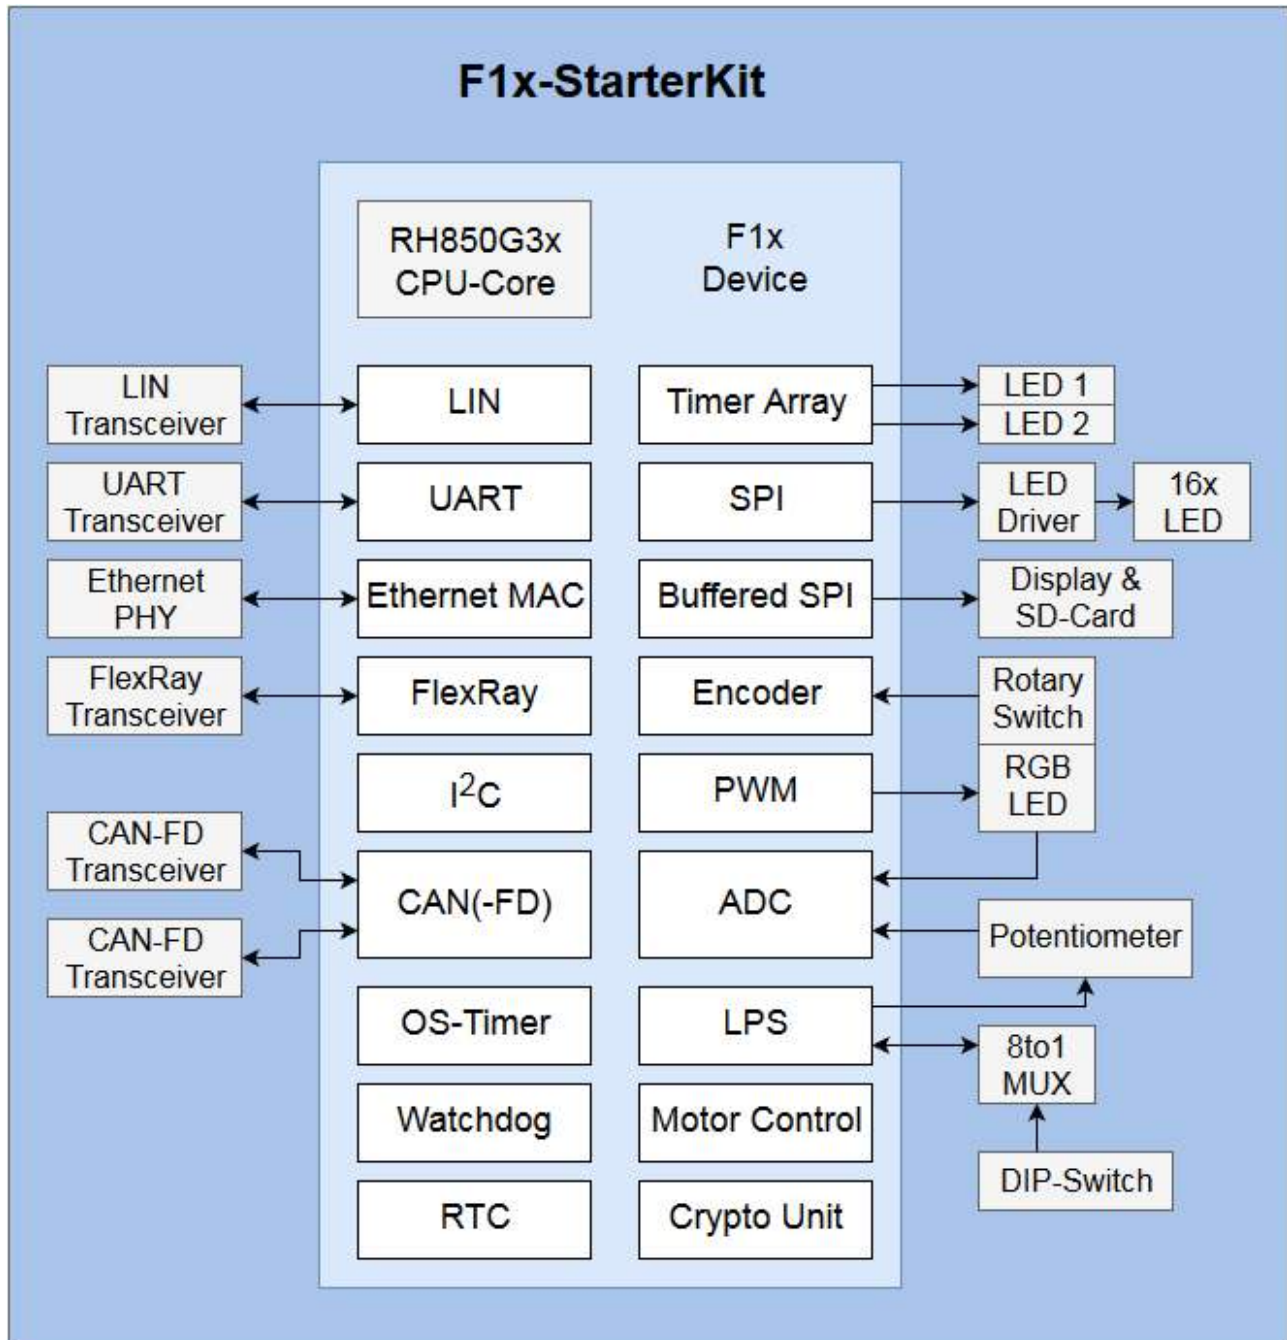 F1x-StarterKit
RH850G3x
CPU-Core
F1x
Device
LIN
Transceiver
LIN
Timer Array
LED 1
LED 2
UART
Transceiver
UART
SPI
LED
Driver
16x
LED
Ethernet
PHY
Ethernet MAC
Buffered SPI
Display &
SD-Card
FlexRay
Transceiver
FlexRay
Encoder
Rotary
Switch
I²C
PWM
RGB
LED
CAN-FD
Transceiver
CAN-FD
Transceiver
CAN(-FD)
ADC
Potentiometer
OS-Timer
LPS
8to1
MUX
Watchdog
Motor Control
DIP-Switch
RTC
Crypto Unit